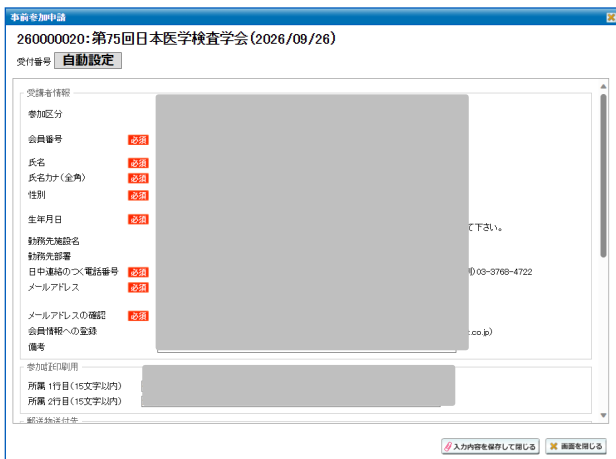 事前参加申請
260000020:第75回日本医学検査学会(2026/09/26)
受付番号 自動設定
受講者情報
参加区分
会員番号 必須
氏名 必須
氏名カナ(全角) 必須
性別 必須
生年月日 必須
て下さい。
勤務先施設名
勤務先部署
日中連絡のつく電話番号 必須 )03-3768-4722
メールアドレス 必須
メールアドレスの確認 必須
会員情報への登録 .co.jp)
備考
参加証印刷用
所属 1行目(15文字以内)
所属 2行目(15文字以内)
郵送物送付先
入力内容を保存して閉じる 画面を閉じる